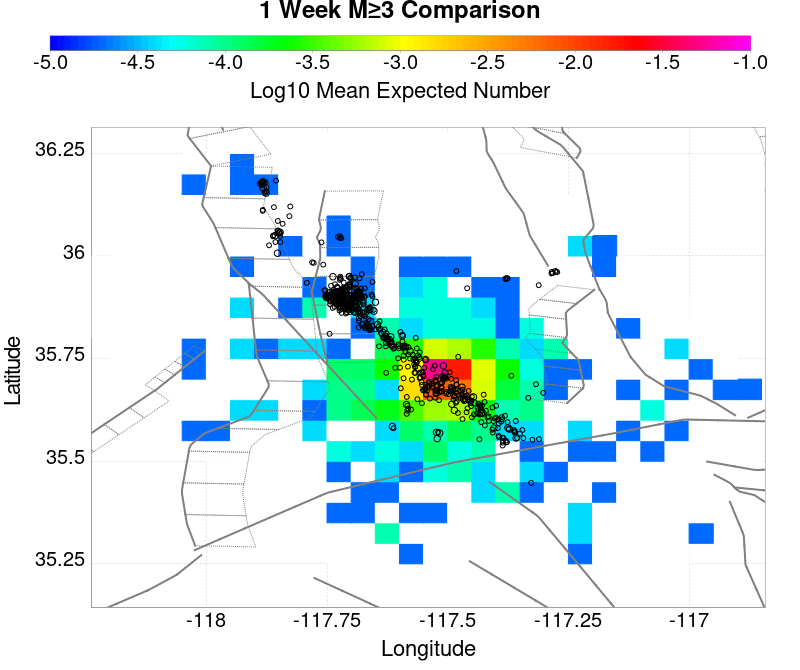 1 Week M≥3 Comparison
-5.0 -4.5 -4.0 -3.5 -3.0 -2.5 -2.0 -1.5 -1.0
Log10 Mean Expected Number
36.25
36
35.75
35.5
35.25
Latitude
-118 -117.75 -117.5 -117.25 -117
Longitude